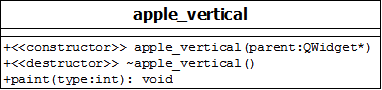 apple_vertical
+<<constructor>> apple_vertical(parent:QWidget*)
+<<destructor>> ~apple_vertical()
+paint(type:int): void